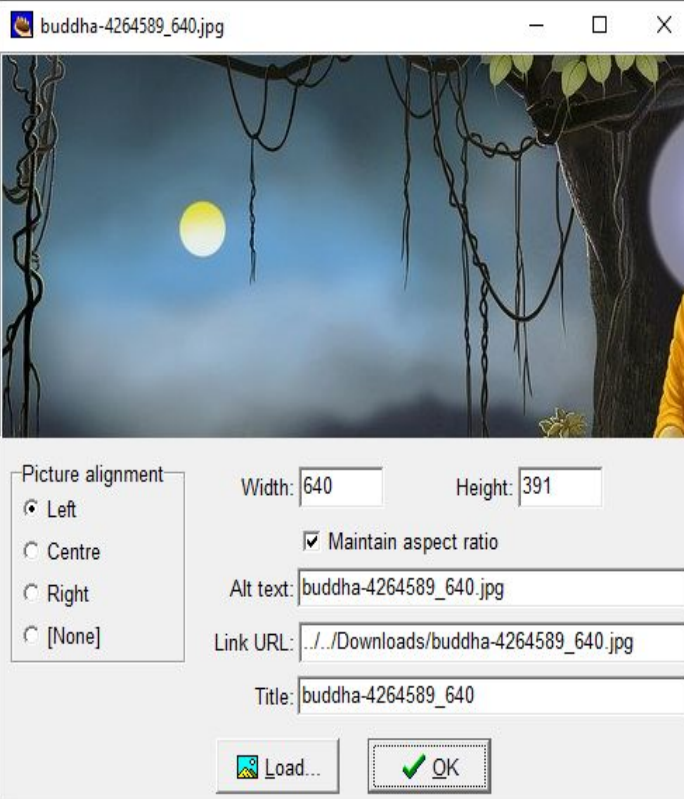 buddha-4264589_640.jpg
Picture alignment
Left
Centre
Right
[None]
Width: 640 Height: 391
Maintain aspect ratio
Alt text: buddha-4264589_640.jpg
Link URL: ../../Downloads/buddha-4264589_640.jpg
Title: buddha-4264589_640
Load... OK